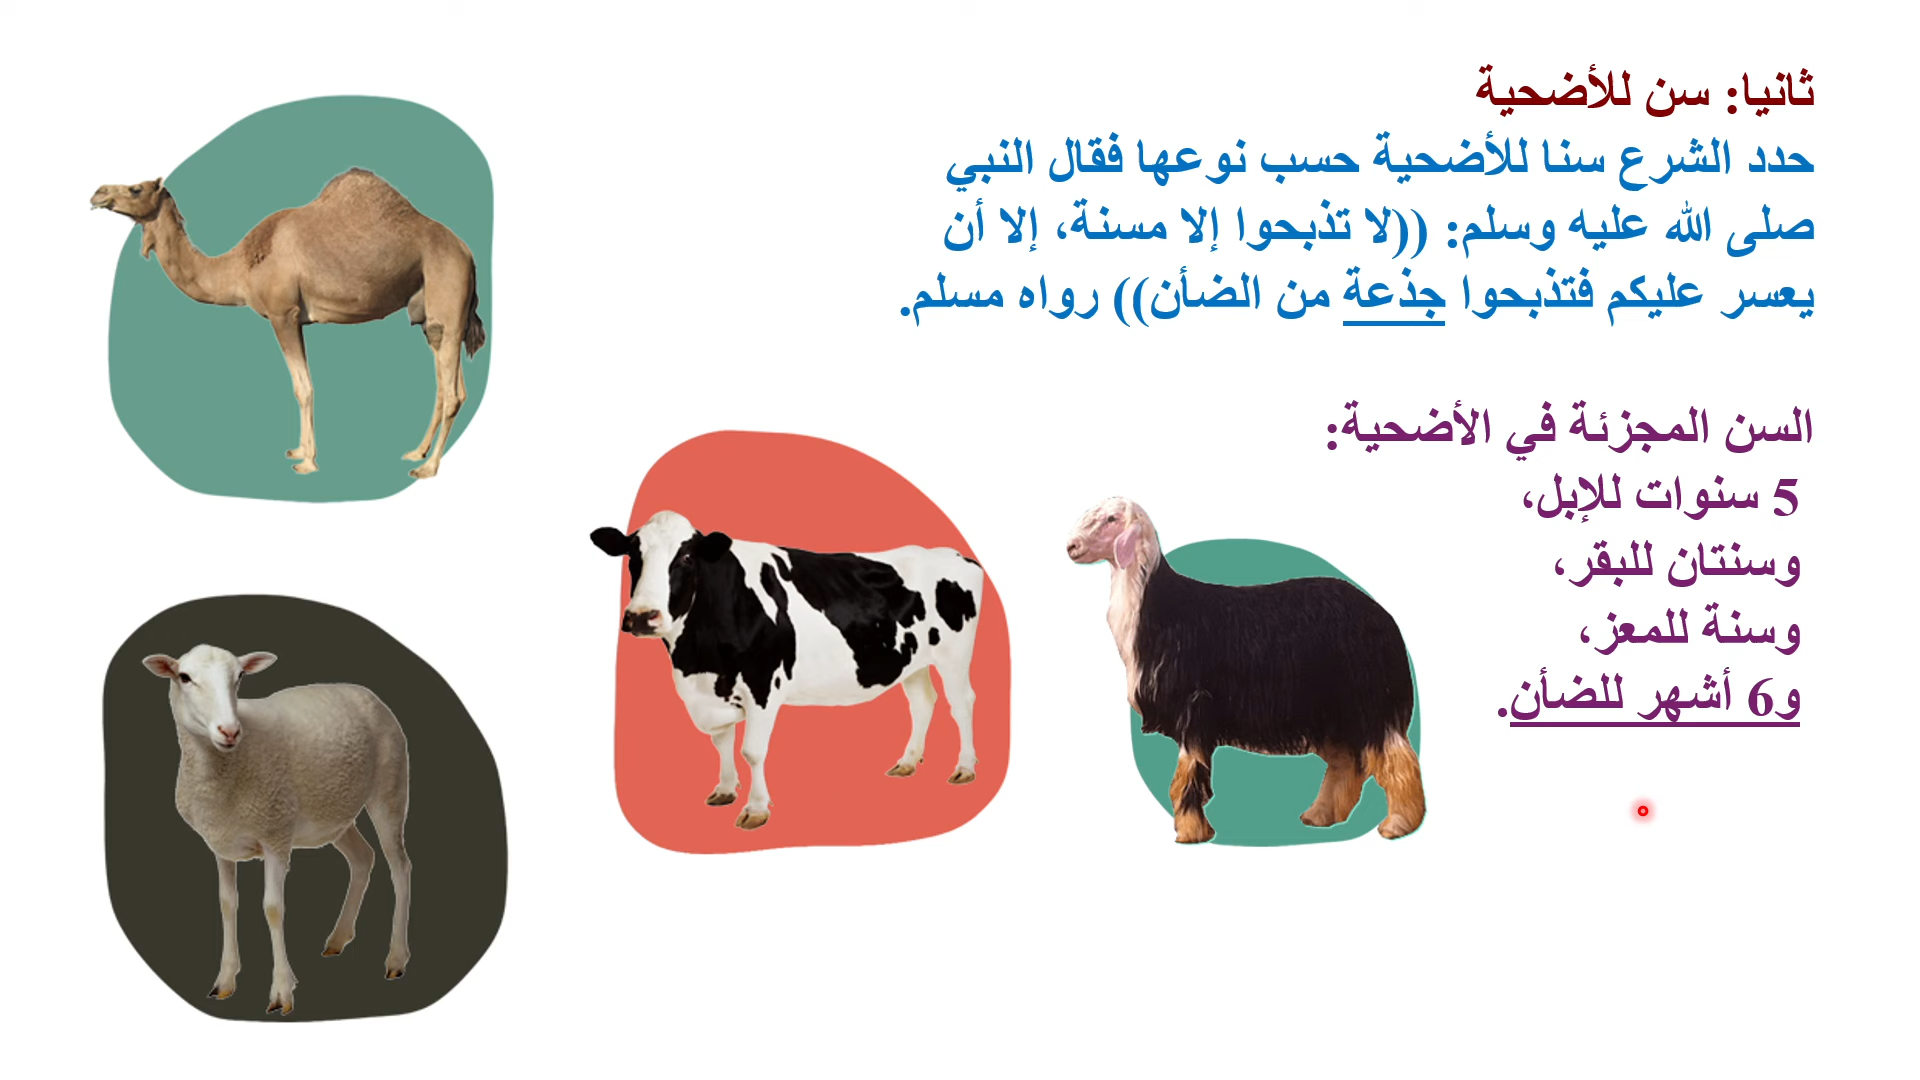 ثانيا: سن للأضحية
حدد الشرع سنا للأضحية حسب نوعها فقال النبي
صلى الله عليه وسلم: ((لا تذبحوا إلا مسنة، إلا أن
يعسر عليكم فتذبحوا جذعة من الضأن)) رواه مسلم.
السن المجزئة في الأضحية:
5 سنوات للإبل،
وسنتان للبقر،
وسنة للمعز،
و6 أشهر للضأن.